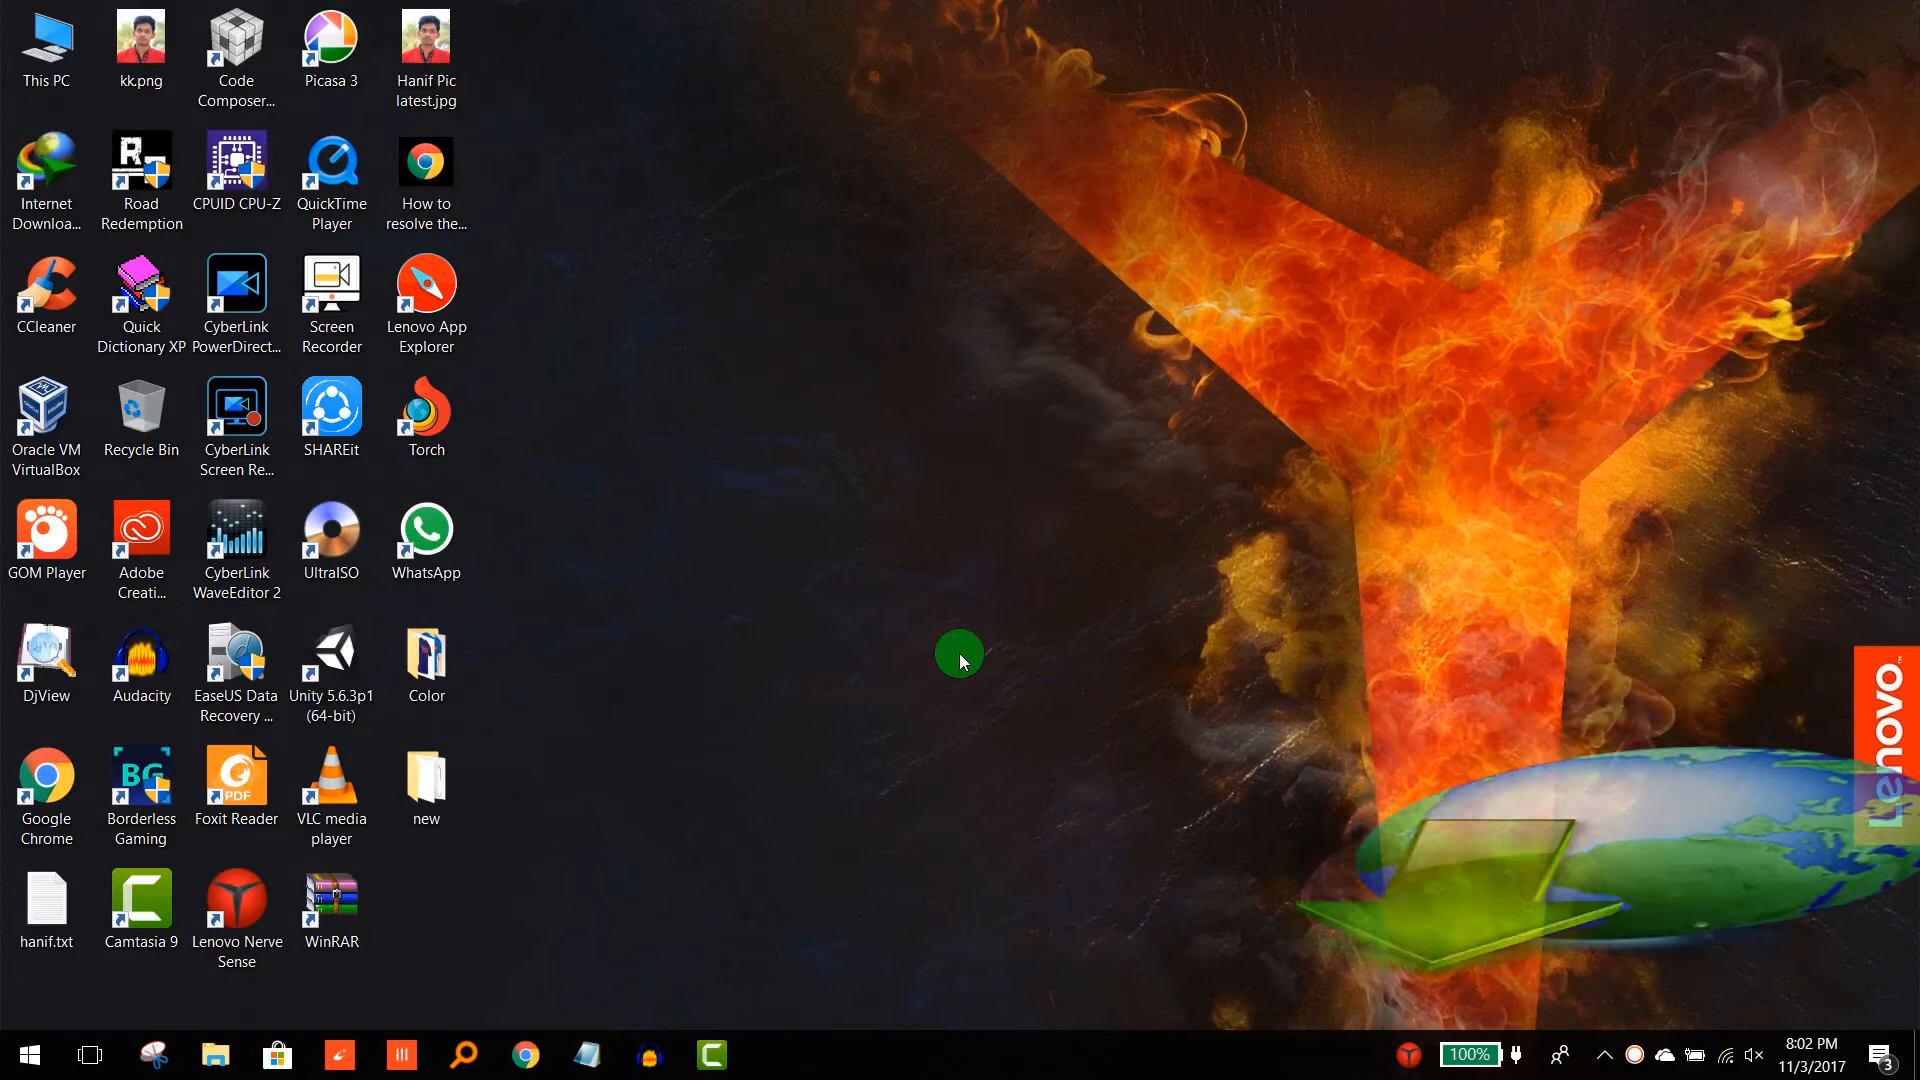 This PC
kk.png
Code
Composer...
Picasa 3
Hanif Pic
latest.jpg
Internet
Downloa...
R
Road
Redemption
CPUID CPU-Z
QuickTime
Player
How to
resolve the...
CCleaner
Quick
Dictionary XP
CyberLink
PowerDirect...
Screen
Recorder
Lenovo App
Explorer
Oracle VM
VirtualBox
Recycle Bin
CyberLink
Screen Re...
SHAREit
Torch
GOM Player
Adobe
Creati...
CyberLink
WaveEditor 2
UltraISO
WhatsApp
DjView
Audacity
EaseUS Data
Recovery ...
Unity 5.6.3p1
(64-bit)
Color
Google
Chrome
BG
Borderless
Gaming
PDF
Foxit Reader
VLC media
player
new
hanif.txt
Camtasia 9
Lenovo Nerve
Sense
WinRAR
Lenovo
100%
8:02 PM
11/3/2017
3